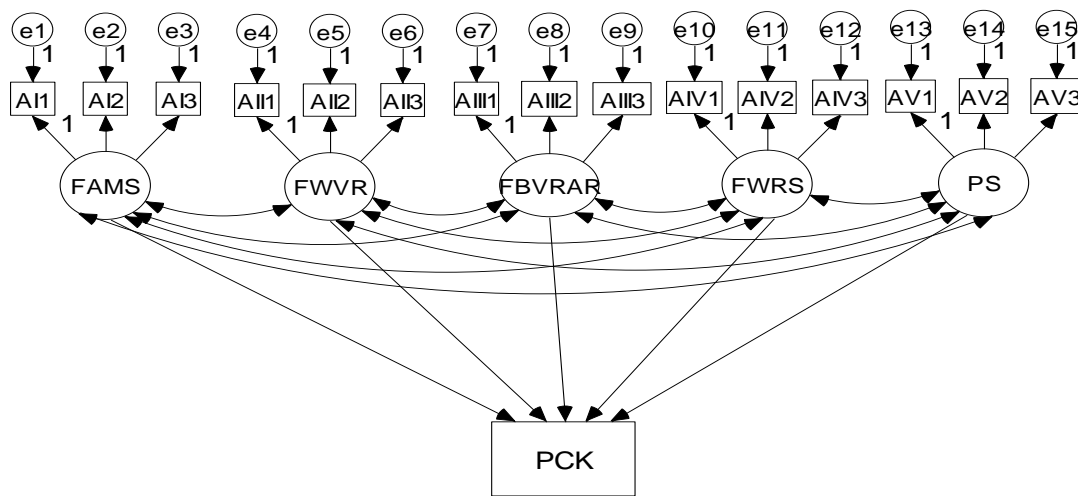 e1 e2 e3 e4 e5 e6 e7 e8 e9 e10 e11 e12 e13 e14 e15
1 1 1 1 1 1 1 1 1 1 1 1 1 1 1
AI1 AI2 AI3 AII1 AII2 AII3 AIII1 AIII2 AIII3 AIV1 AIV2 AIV3 AV1 AV2 AV3
1 1 1 1 1
FAMS FWVR FBVRAR FWRS PS
PCK